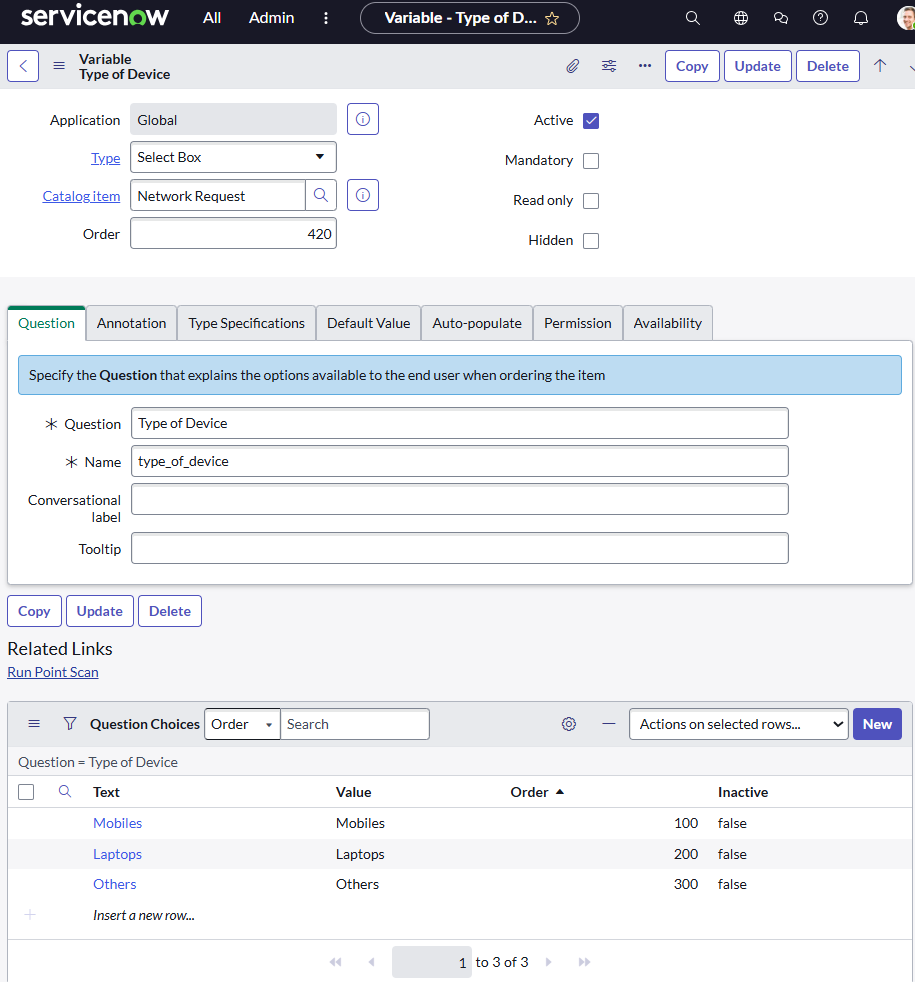 servicenow All Admin Variable - Type of D...
Variable
Type of Device
Copy Update Delete
Application Global
Active
Type Select Box
Mandatory
Catalog item Network Request
Read only
Order 420
Hidden
Question Annotation Type Specifications Default Value Auto-populate Permission Availability
Specify the Question that explains the options available to the end user when ordering the item
Question Type of Device
Name type_of_device
Conversational
label
Tooltip
Copy Update Delete
Related Links
Run Point Scan
Question Choices Order Search Actions on selected rows... New
Question = Type of Device
Text Value Order Inactive
Mobiles Mobiles 100 false
Laptops Laptops 200 false
Others Others 300 false
Insert a new row...
1 to 3 of 3